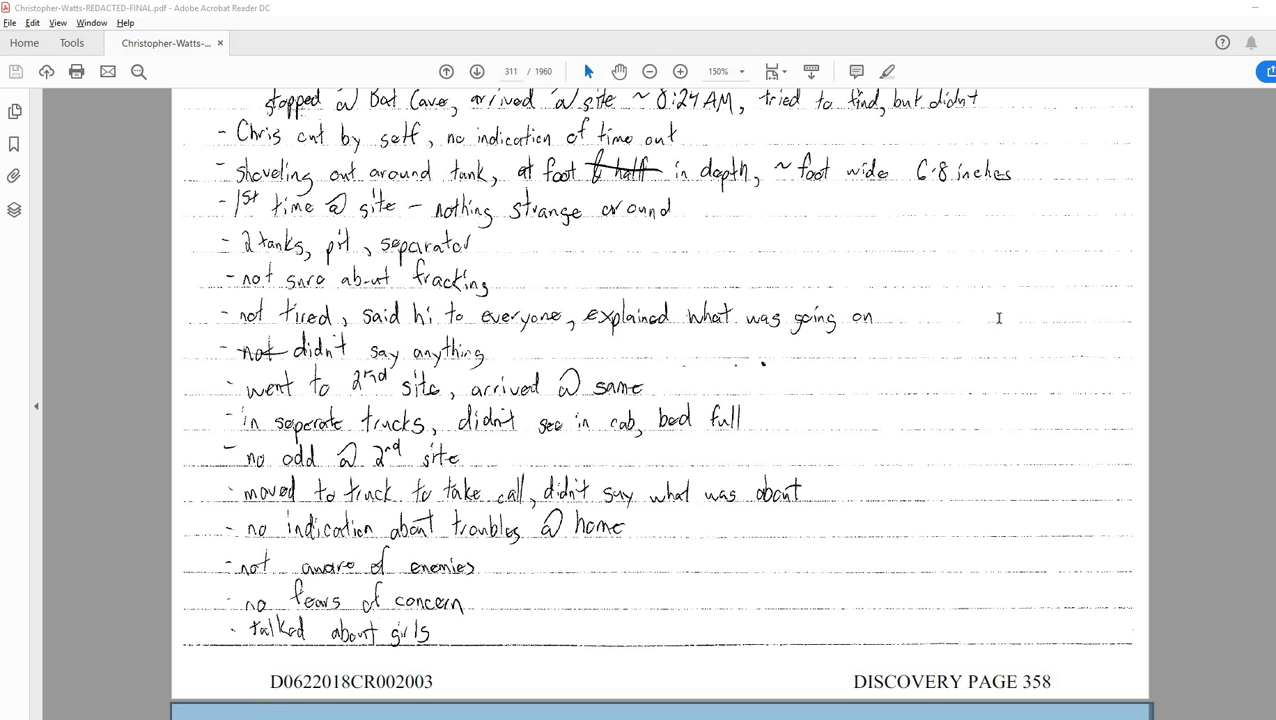 Christopher-Watts-REDACTED-FINAL.pdf - Adobe Acrobat Reader DC
File Edit View Window Help
Home Tools Christopher-Watts-... ×
311 / 1960 150%
stopped @ Bat Cave, arrived @ site ~ 8:24 AM, tried to find, but didn't
- Chris out by self, no indication of time out
- shoveling out around tank, at foot & half in depth, ~ foot wide 6-8 inches
- 1st time @ site - nothing strange around
- 2 tanks, pit, separator
- not sure about fracking
- not tired, said hi to everyone, explained what was going on
- not didn't say anything
- went to 2nd site, arrived @ same
- in separate trucks, didn't see in cab, bed full
- no odd @ 2nd site
- moved to truck to take call, didn't say what was about
- no indication about troubles @ home
- not aware of enemies
- no fears of concern
- talked about girls
D0622018CR002003 DISCOVERY PAGE 358